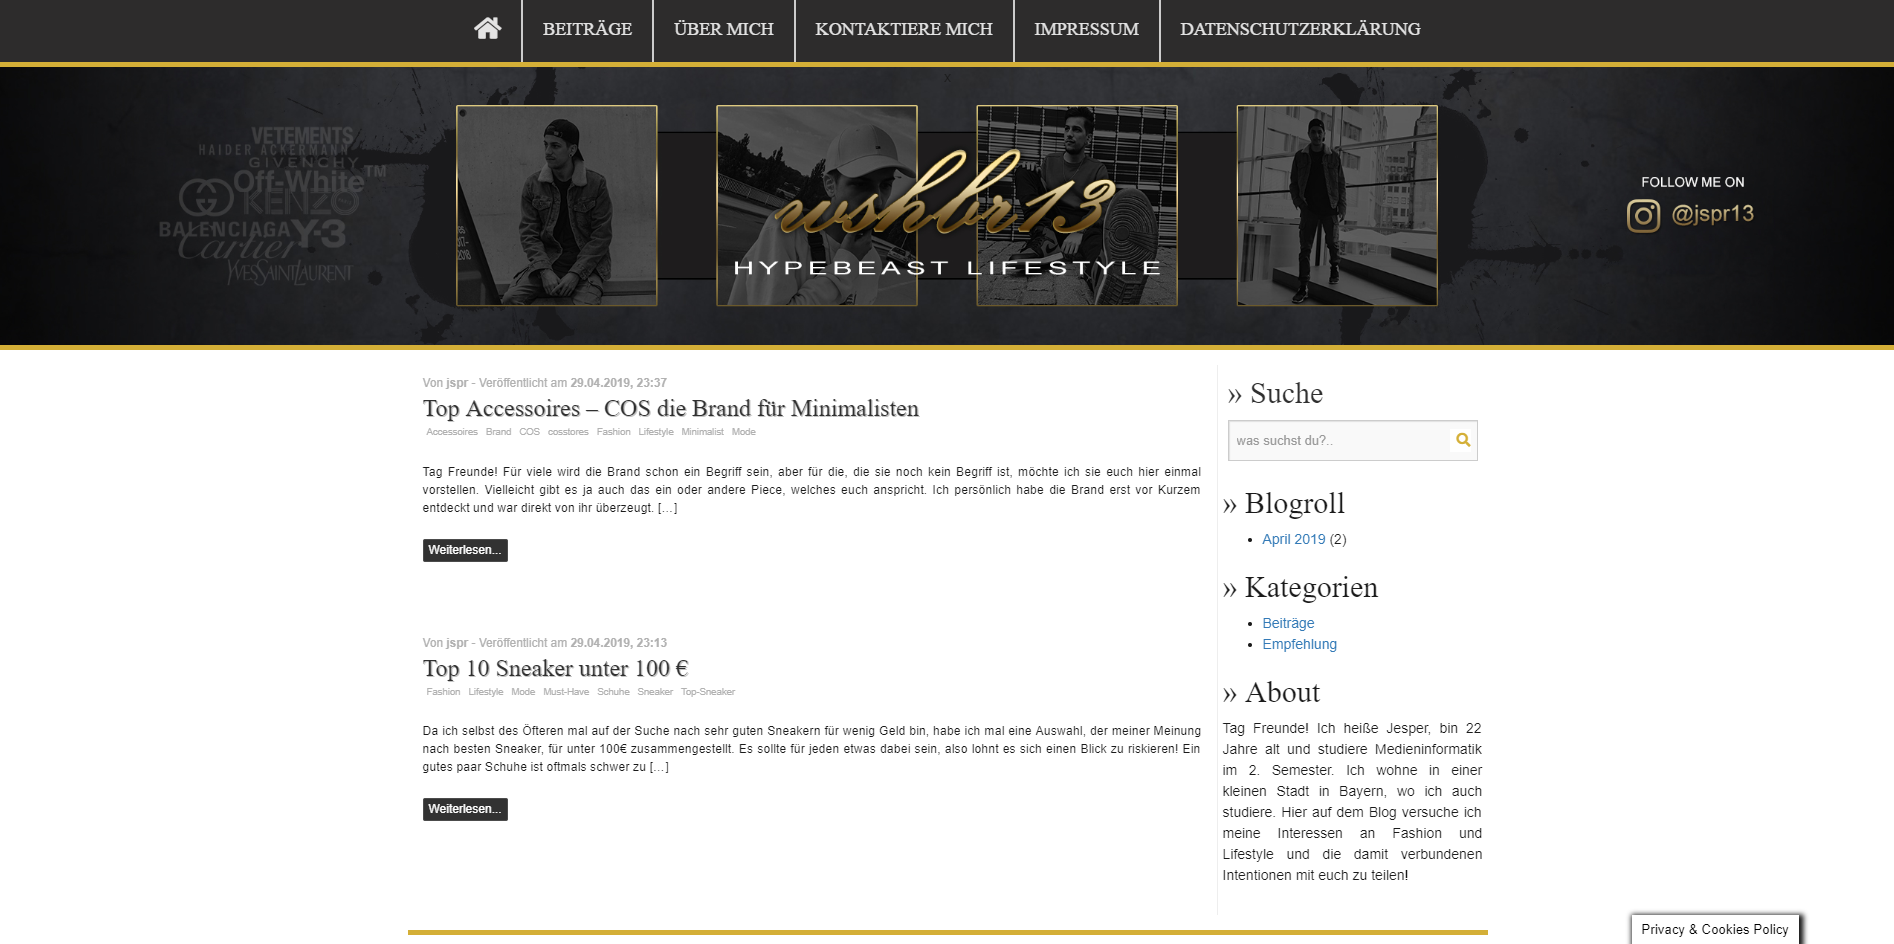 BEITRÄGE
ÜBER MICH
KONTAKTIERE MICH
IMPRESSUM
DATENSCHUTZERKLÄRUNG
x
VETEMENTS
HAIDER ACKERMANN
GIVENCHY
Off-White™
KENZO
BALENCIAGA
Y-3
Cartier
YVESSAINTLAURENT
wshbr13
HYPEBEAST LIFESTYLE
FOLLOW ME ON
@jspr13
Von jspr - Veröffentlicht am 29.04.2019, 23:37
Top Accessoires – COS die Brand für Minimalisten
Accessoires Brand COS cosstores Fashion Lifestyle Minimalist Mode
Tag Freunde! Für viele wird die Brand schon ein Begriff sein, aber für die, die sie noch kein Begriff ist, möchte ich sie euch hier einmal
vorstellen. Vielleicht gibt es ja auch das ein oder andere Piece, welches euch anspricht. Ich persönlich habe die Brand erst vor Kurzem
entdeckt und war direkt von ihr überzeugt. […]
Weiterlesen...
Von jspr - Veröffentlicht am 29.04.2019, 23:13
Top 10 Sneaker unter 100 €
Fashion Lifestyle Mode Must-Have Schuhe Sneaker Top-Sneaker
Da ich selbst des Öfteren mal auf der Suche nach sehr guten Sneakern für wenig Geld bin, habe ich mal eine Auswahl, der meiner Meinung
nach besten Sneaker, für unter 100€ zusammengestellt. Es sollte für jeden etwas dabei sein, also lohnt es sich einen Blick zu riskieren! Ein
gutes paar Schuhe ist oftmals schwer zu […]
Weiterlesen...
» Suche
was suchst du?..
» Blogroll
• April 2019 (2)
» Kategorien
• Beiträge
• Empfehlung
» About
Tag Freunde! Ich heiße Jesper, bin 22
Jahre alt und studiere Medieninformatik
im 2. Semester. Ich wohne in einer
kleinen Stadt in Bayern, wo ich auch
studiere. Hier auf dem Blog versuche ich
meine Interessen an Fashion und
Lifestyle und die damit verbundenen
Intentionen mit euch zu teilen!
Privacy & Cookies Policy